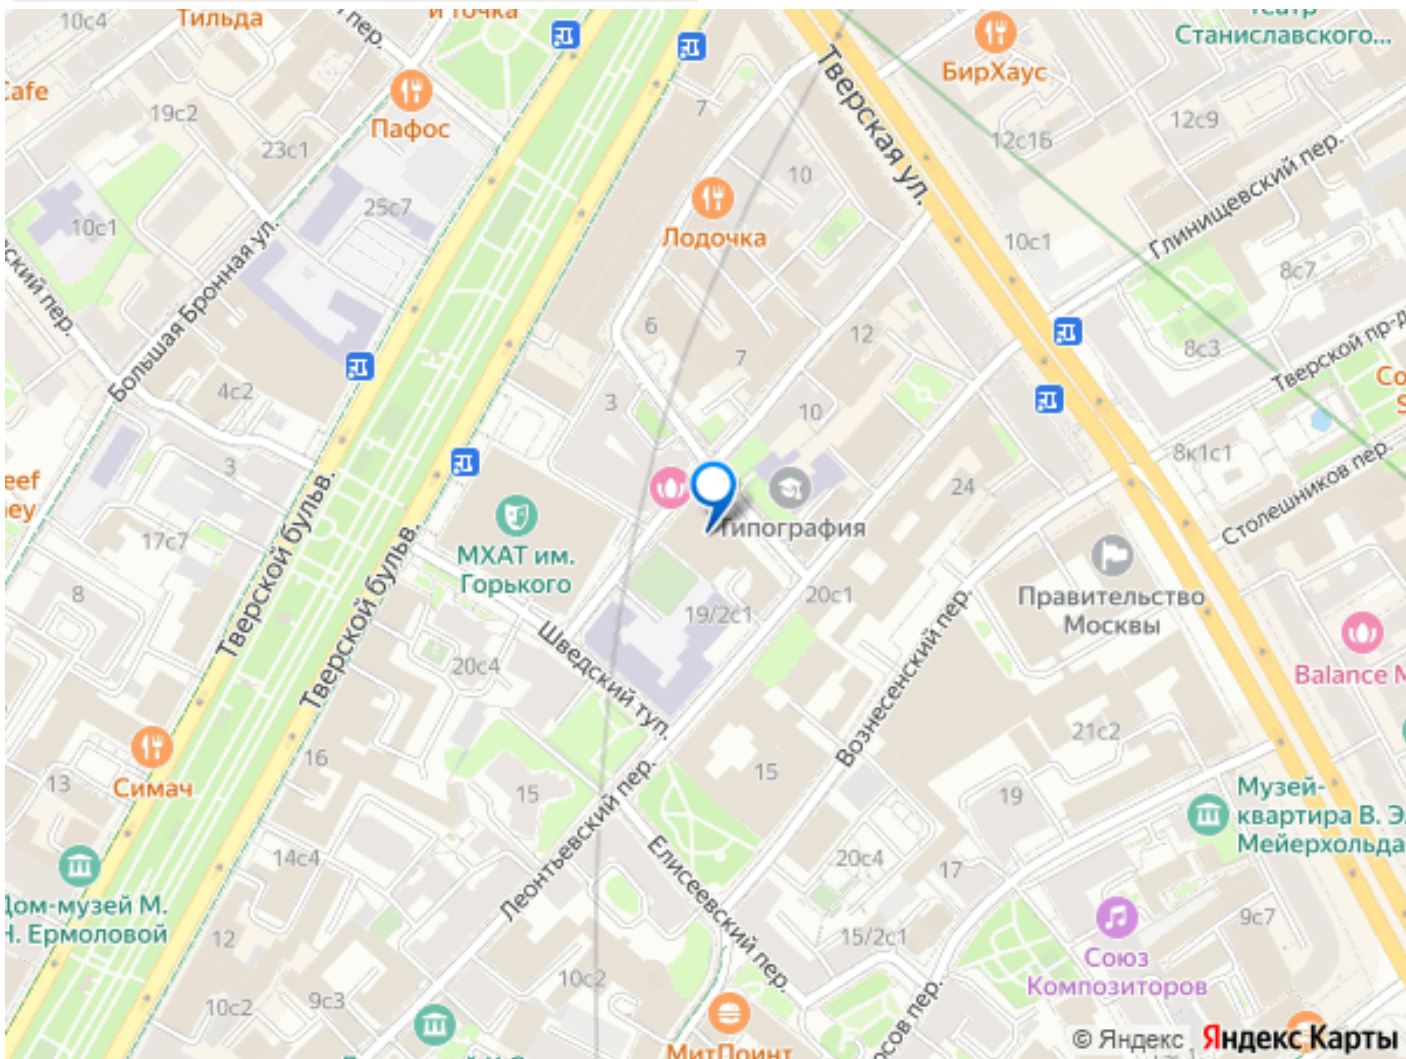 10с4
Тильда
пер.
и точка
Театр
Станиславского...
БирХаус
Cafe
Пафос
19с2
23с1
7
Тверская ул.
12с1Б
12с9
Глинищевский пер.
10
25с7
10с1
Лодочка
10с1
8с7
ский пер.
Большая Бронная ул.
6
7
12
8с3
Тверской пр-д
4с2
3
10
3
8к1с1
Столешников пер.
24
17с7
МХАТ им.
Горького
Типография
Тверской бульв.
Тверской бульв.
8
20с1
19/2с1
Правительство
Москвы
Шведский туп.
20с4
Вознесенский пер.
Balance
21с2
16
15
15
13
Симач
19
Музей-
квартира В. Э.
Мейерхольда
Леонтьевский пер.
Елисеевский пер.
14с4
20с4
17
Дом-музей М.
Н. Ермоловой
12
15/2с1
9с7
Союз
Композиторов
10с2
10с2
9с3
МитПоинт
© Яндекс
Яндекс Карты